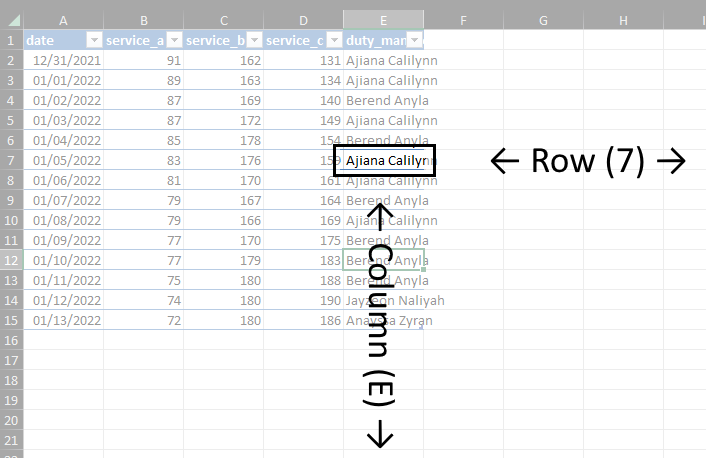 A B C D E F G H I
1 date service_a service_b service_c duty_man
2 12/31/2021 91 162 131 Ajiana Calilynn
3 01/01/2022 89 163 134 Ajiana Calilynn
4 01/02/2022 87 169 140 Berend Anyla
5 01/03/2022 87 172 149 Ajiana Calilynn
6 01/04/2022 85 178 154 Berend Anyla
7 01/05/2022 83 176 159 Ajiana Calilynn ← Row (7) →
8 01/06/2022 81 170 161 Ajiana Calilynn
9 01/07/2022 79 167 164 Berend Anyla
10 01/08/2022 79 166 169 Ajiana Calilynn
11 01/09/2022 77 170 175 Berend Anyla
12 01/10/2022 77 179 183 Berend Anyla
13 01/11/2022 75 180 188 Berend Anyla
14 01/12/2022 74 180 190 Jayzeon Naliyah
15 01/13/2022 72 180 186 Anayssa Zyran
16
17
18
19
20
21
← Column (E) →